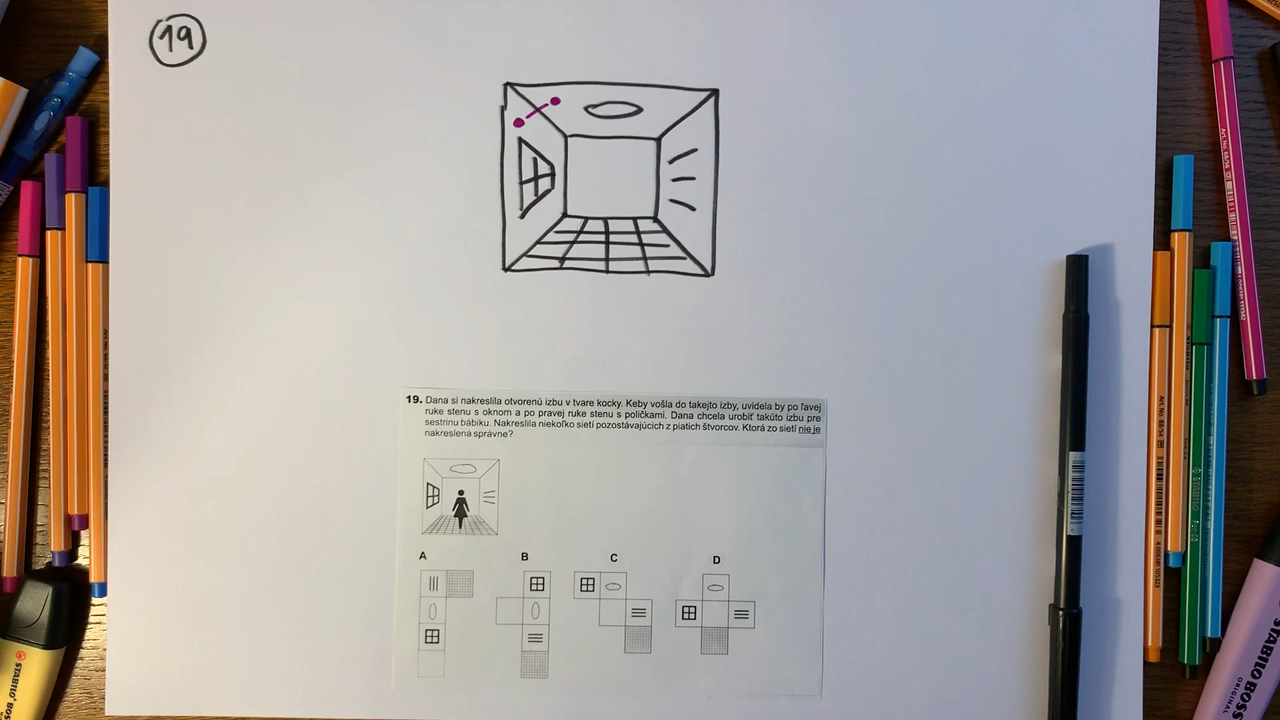 19
19. Dana si nakreslila otvorenú izbu v tvare kocky. Keby vošla do takejto izby, uvidela by po ľavej
ruke stenu s oknom a po pravej ruke stenu s poličkami. Dana chcela urobiť takúto izbu pre
sestrinu bábiku. Nakreslila niekoľko sietí pozostávajúcich z piatich štvorcov. Ktorá zo sietí nie je
nakreslená správne?
A B C D
STABILO BOSS
ORIGINAL
STABILO BOSS